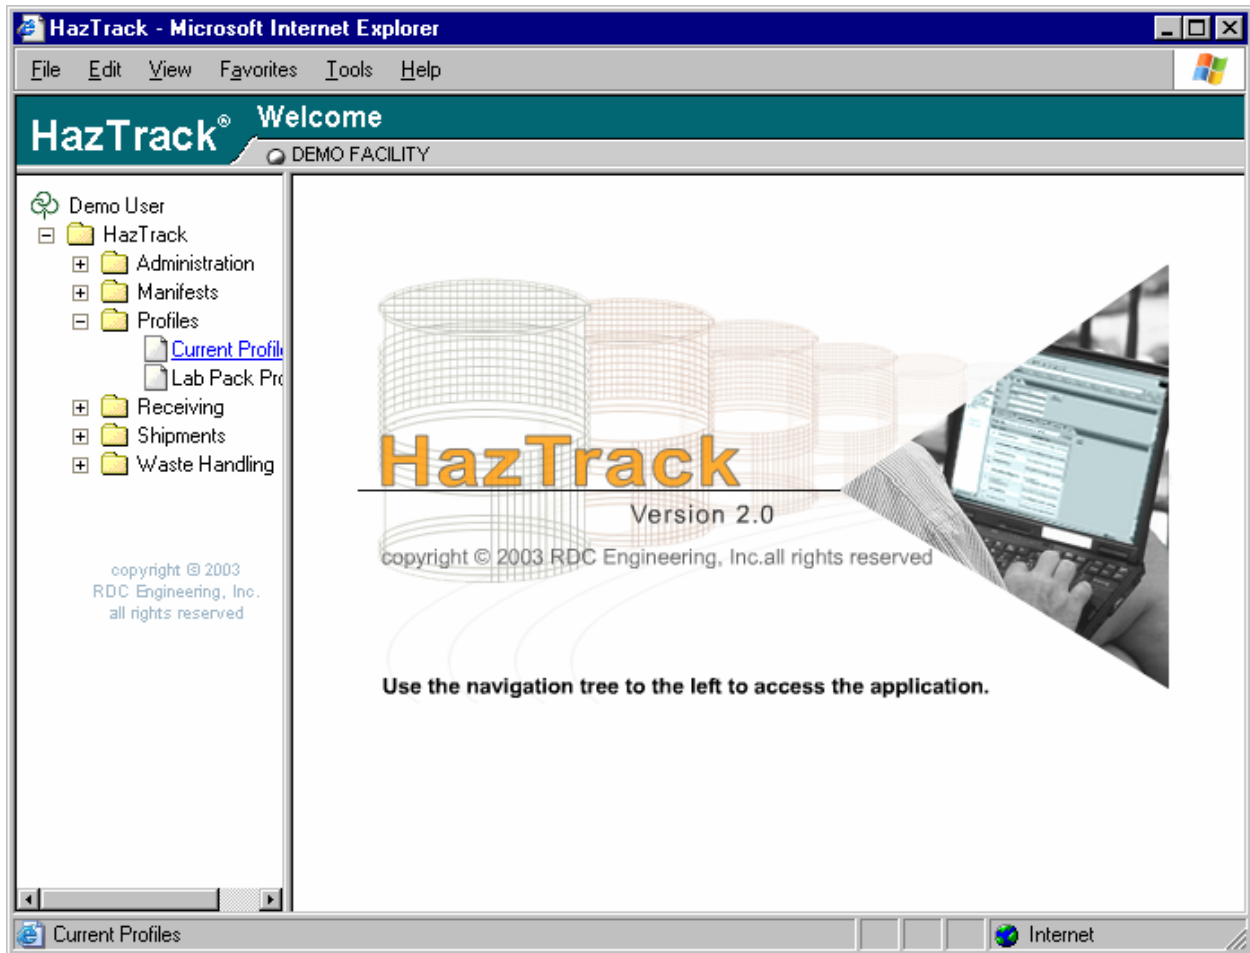 HazTrack - Microsoft Internet Explorer
File Edit View Favorites Tools Help
HazTrack® Welcome
DEMO FACILITY
Demo User
HazTrack
Administration
Manifests
Profiles
Current Profil
Lab Pack Pro
Receiving
Shipments
Waste Handling
copyright © 2003
RDC Engineering, Inc.
all rights reserved
HazTrack
Version 2.0
copyright © 2003 RDC Engineering, Inc.all rights reserved
Use the navigation tree to the left to access the application.
Current Profiles
Internet